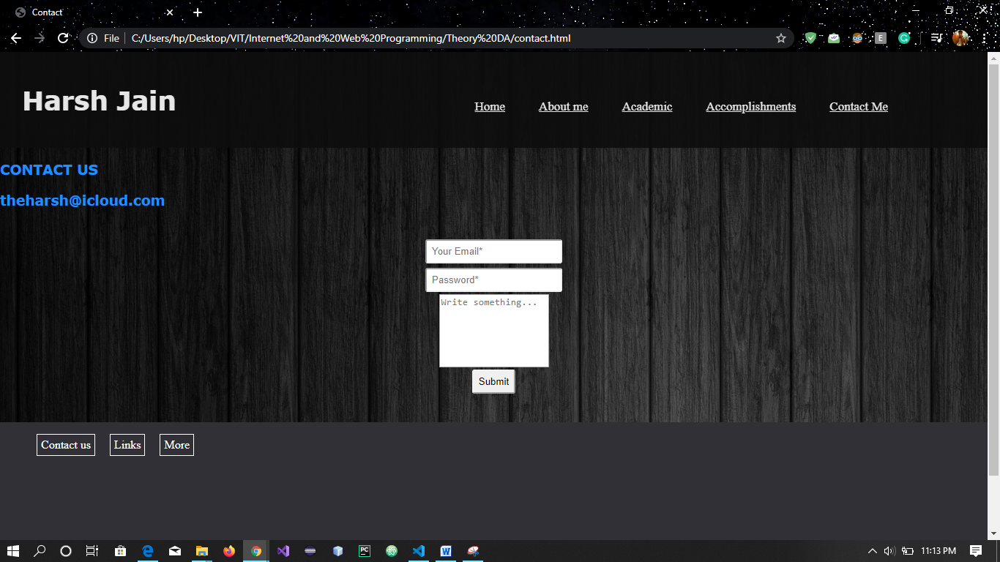 Contact
File
C:/Users/hp/Desktop/VIT/Internet%20and%20Web%20Programming/Theory%20DA/contact.html
E
Harsh Jain
Home About me Academic Accomplishments Contact Me
CONTACT US
theharsh@icloud.com
Your Email*
Password*
Write something...
Submit
Contact us Links More
PC
W
11:13 PM